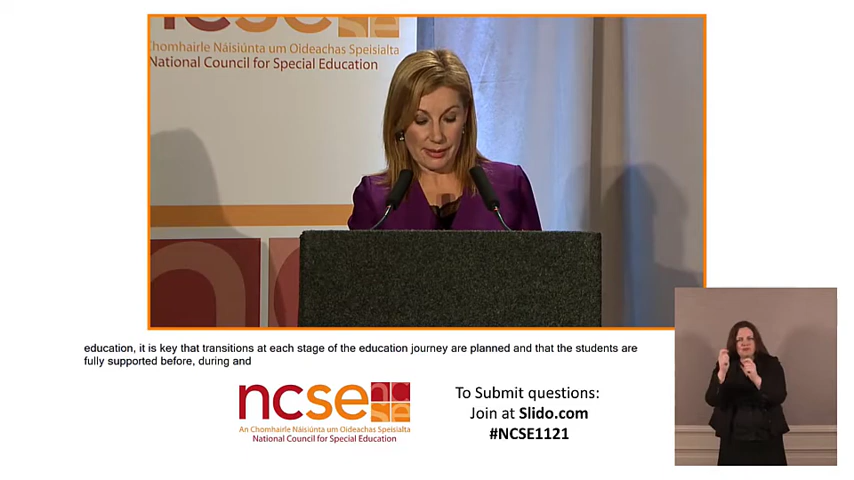 ncse
Chomhairle Náisiúnta um Oideachas Speisialta
National Council for Special Education
education, it is key that transitions at each stage of the education journey are planned and that the students are
fully supported before, during and
ncse
nc
se
An Chomhairle Náisiúnta um Oideachas Speisialta
National Council for Special Education
To Submit questions:
Join at Slido.com
#NCSE1121